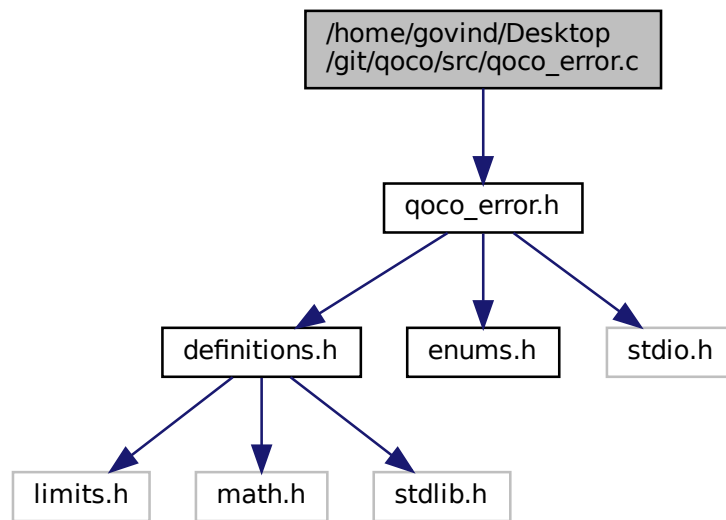 /home/govind/Desktop
/git/qoco/src/qoco_error.c
qoco_error.h
definitions.h
enums.h
stdio.h
limits.h
math.h
stdlib.h